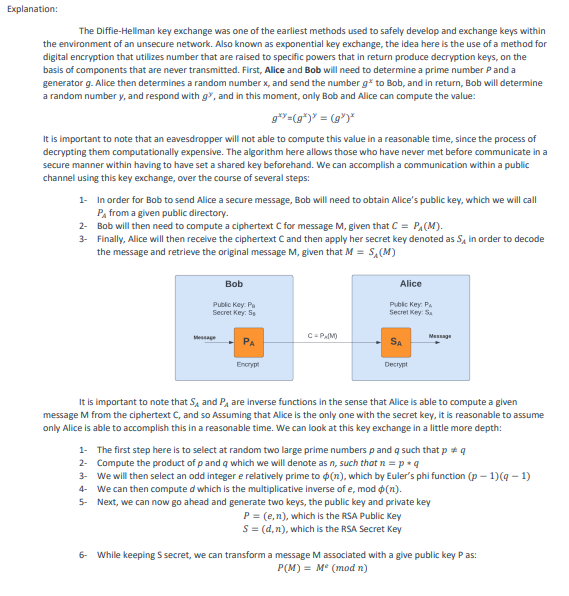 Explanation:
The Diffie-Hellman key exchange was one of the earliest methods used to safely develop and exchange keys within
the environment of an unsecure network. Also known as exponential key exchange, the idea here is the use of a method for
digital encryption that utilizes number that are raised to specific powers that in return produce decryption keys, on the
basis of components that are never transmitted. First, Alice and Bob will need to determine a prime number P and a
generator g. Alice then determines a random number x, and send the number gˣ to Bob, and in return, Bob will determine
a random number y, and respond with gʸ, and in this moment, only Bob and Alice can compute the value:
gˣʸ=(gˣ)ʸ = (gʸ)ˣ
It is important to note that an eavesdropper will not able to compute this value in a reasonable time, since the process of
decrypting them computationally expensive. The algorithm here allows those who have never met before communicate in a
secure manner within having to have set a shared key beforehand. We can accomplish a communication within a public
channel using this key exchange, over the course of several steps:
1- In order for Bob to send Alice a secure message, Bob will need to obtain Alice's public key, which we will call
P_A from a given public directory.
2- Bob will then need to compute a ciphertext C for message M, given that C = P_A(M).
3- Finally, Alice will then receive the ciphertext C and then apply her secret key denoted as S_A in order to decode
the message and retrieve the original message M, given that M = S_A(M)
Bob
Public Key: P_B
Secret Key: S_B
Message
P_A
Encrypt
C = P_A(M)
Alice
Public Key: P_A
Secret Key: S_A
S_A
Message
Decrypt
It is important to note that S_A and P_A are inverse functions in the sense that Alice is able to compute a given
message M from the ciphertext C, and so Assuming that Alice is the only one with the secret key, it is reasonable to assume
only Alice is able to accomplish this in a reasonable time. We can look at this key exchange in a little more depth:
1- The first step here is to select at random two large prime numbers p and q such that p ≠ q
2- Compute the product of p and q which we will denote as n, such that n = p * q
3- We will then select an odd integer e relatively prime to ϕ(n), which by Euler's phi function (p − 1)(q − 1)
4- We can then compute d which is the multiplicative inverse of e, mod ϕ(n).
5- Next, we can now go ahead and generate two keys, the public key and private key
P = (e, n), which is the RSA Public Key
S = (d, n), which is the RSA Secret Key
6- While keeping S secret, we can transform a message M associated with a give public key P as:
P(M) = Mᵉ (mod n)